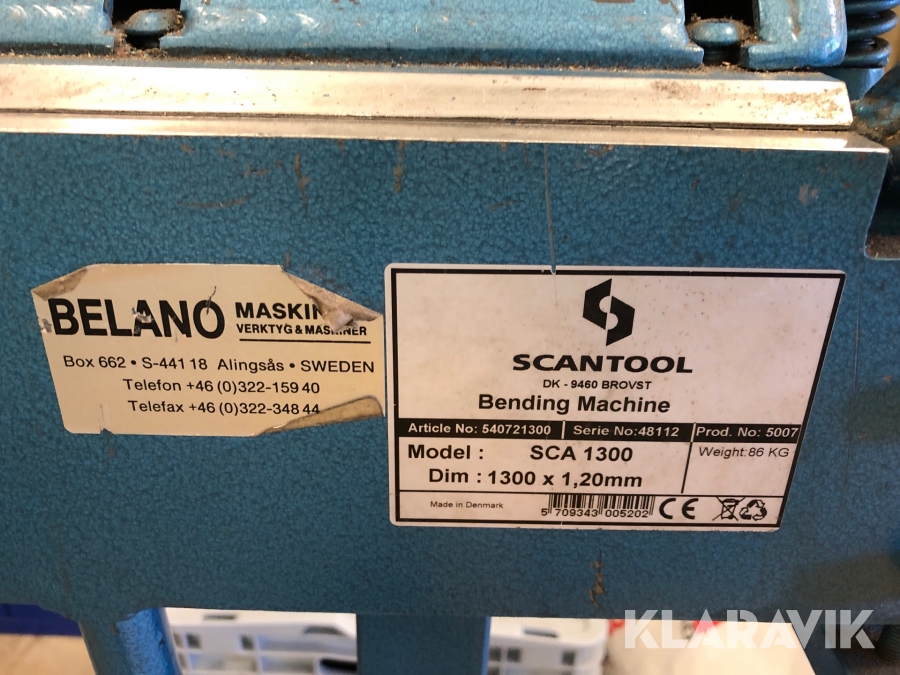 BELANO
VERKTYG & MASKINER
Box 662 • S-441 18 Alingsås • SWEDEN
Telefon +46 (0)322-159 40
Telefax +46 (0)322-348 44
SCANTOOL
DK - 9460 BROVST
Bending Machine
Article No: 540721300 Serie No:48112 Prod. No: 5007
Model : SCA 1300 Weight:86 KG
Dim : 1300 x 1,20mm
Made in Denmark 5 709343 005202 CE
KLARAVIK